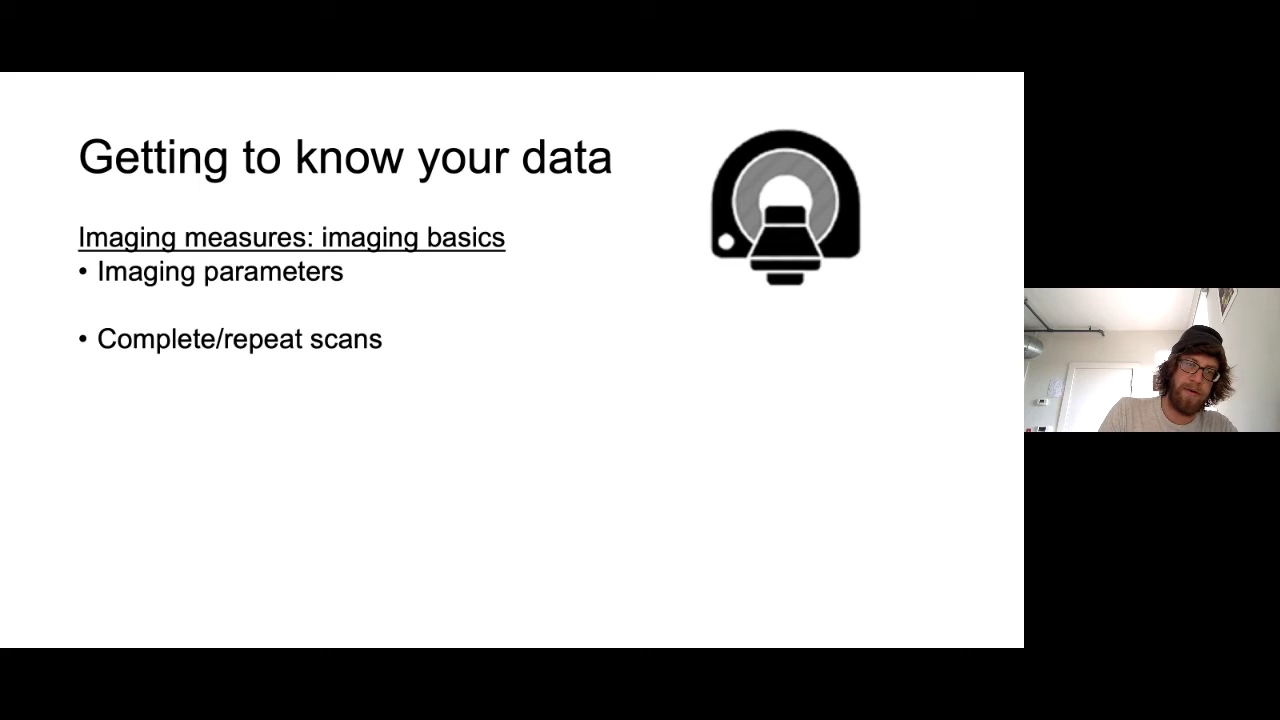 Getting to know your data
Imaging measures: imaging basics
• Imaging parameters
• Complete/repeat scans